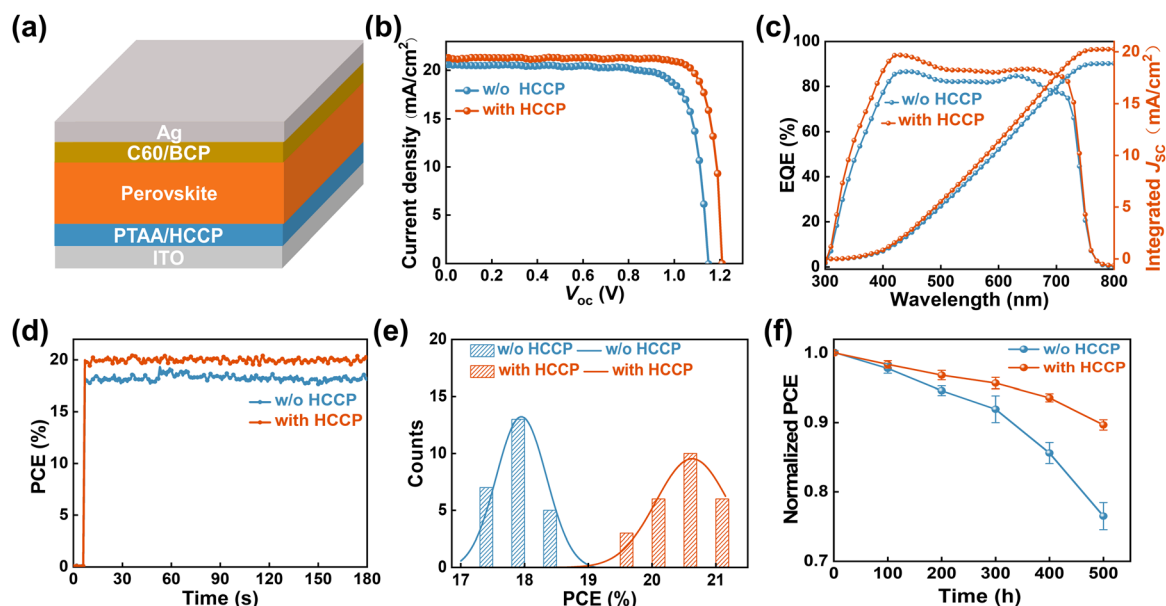 (a)
Ag
C60/BCP
Perovskite
PTAA/HCCP
ITO
(b)
Current density (mA/cm²)
20
15
10
5
0
w/o HCCP
with HCCP
0.0 0.2 0.4 0.6 0.8 1.0 1.2
Voc (V)
(c)
EQE (%)
100
80
60
40
20
0
w/o HCCP
with HCCP
20
15
10
5
0
Integrated JSC (mA/cm²)
300 400 500 600 700 800
Wavelength (nm)
(d)
PCE (%)
20
15
10
5
0
w/o HCCP
with HCCP
0 30 60 90 120 150 180
Time (s)
(e)
Counts
20
15
10
5
0
w/o HCCP w/o HCCP
with HCCP with HCCP
17 18 19 20 21
PCE (%)
(f)
Normalized PCE
1.0
0.9
0.8
0.7
w/o HCCP
with HCCP
0 100 200 300 400 500
Time (h)